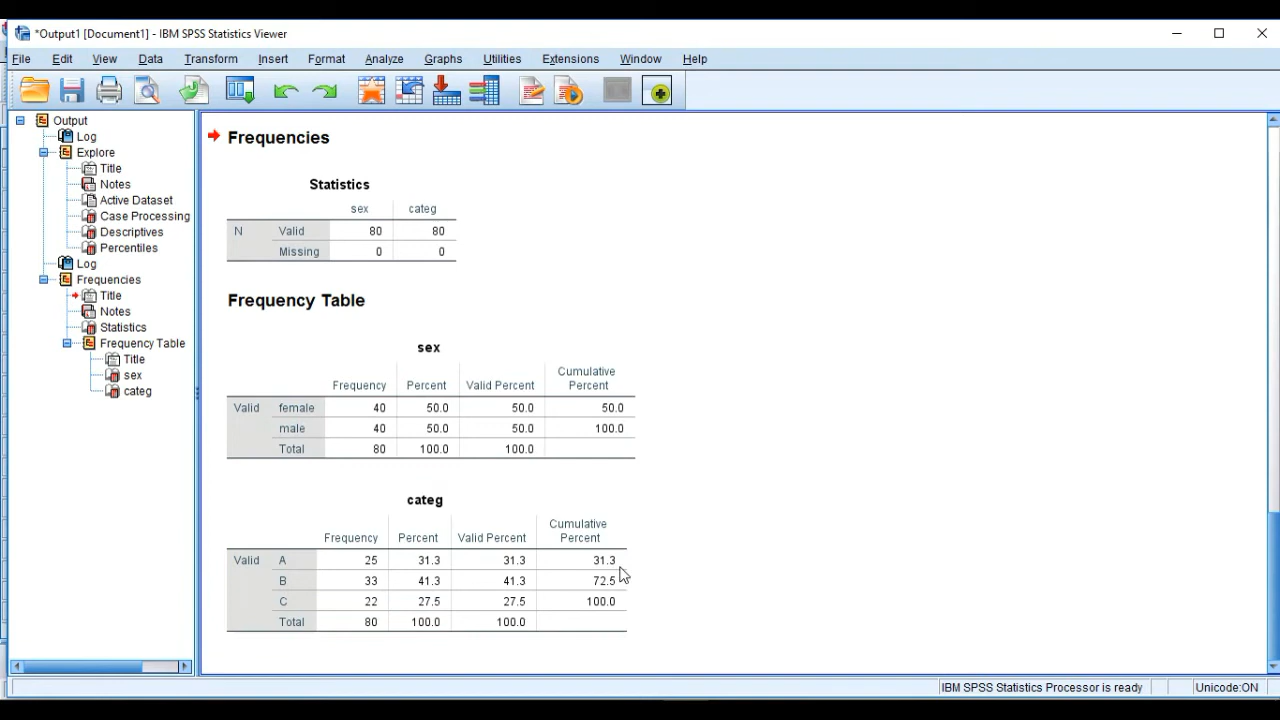 *Output1 [Document1] - IBM SPSS Statistics Viewer
File Edit View Data Transform Insert Format Analyze Graphs Utilities Extensions Window Help
Output
Log
Explore
Title
Notes
Active Dataset
Case Processing
Descriptives
Percentiles
Log
Frequencies
Title
Notes
Statistics
Frequency Table
Title
sex
categ
Frequencies
Statistics
sex categ
N Valid 80 80
Missing 0 0
Frequency Table
sex
Frequency Percent Valid Percent Cumulative Percent
Valid female 40 50.0 50.0 50.0
male 40 50.0 50.0 100.0
Total 80 100.0 100.0
categ
Frequency Percent Valid Percent Cumulative Percent
Valid A 25 31.3 31.3 31.3
B 33 41.3 41.3 72.5
C 22 27.5 27.5 100.0
Total 80 100.0 100.0
IBM SPSS Statistics Processor is ready Unicode:ON